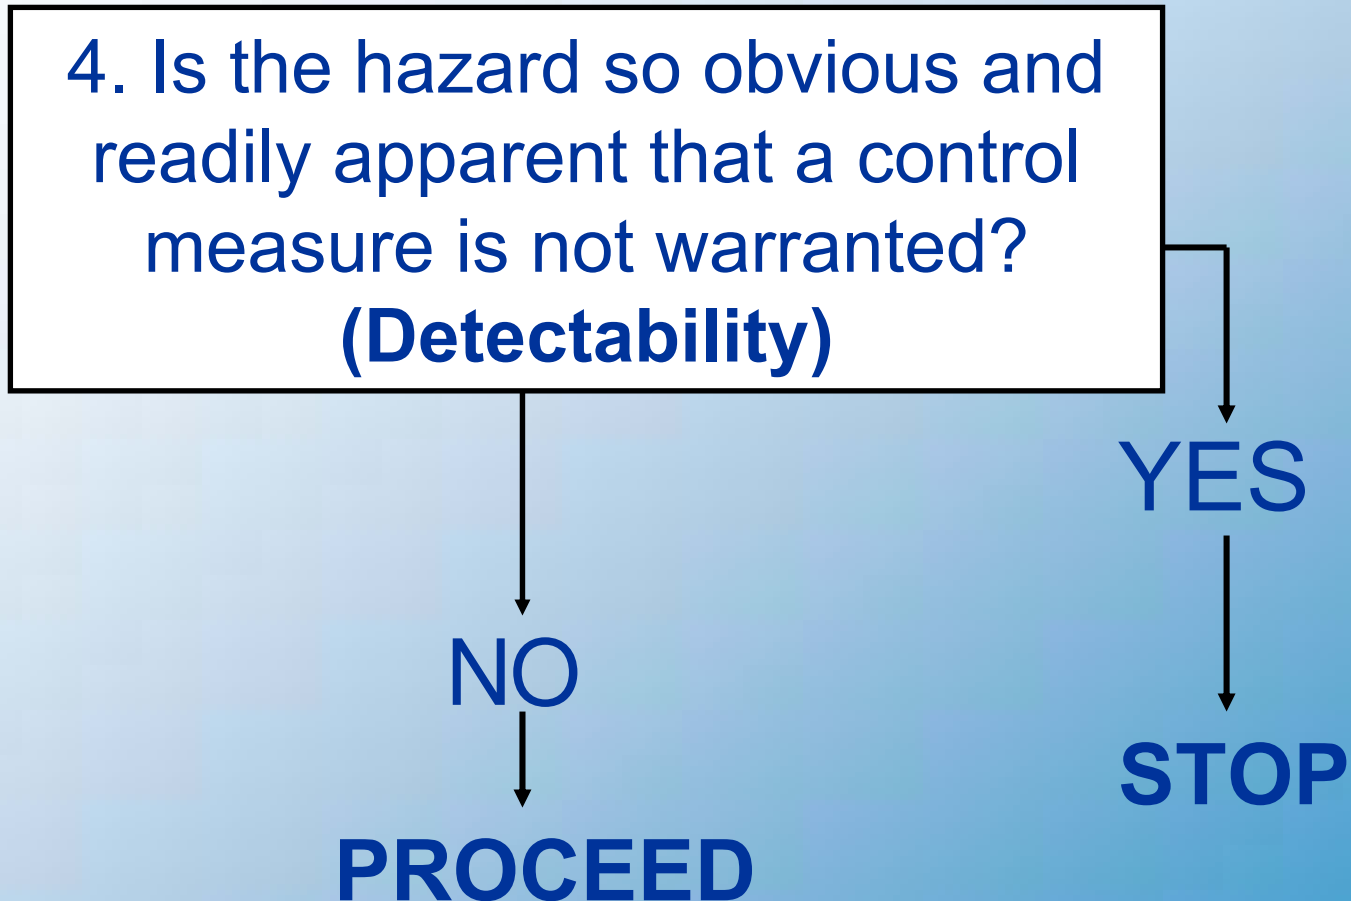 4. Is the hazard so obvious and
readily apparent that a control
measure is not warranted?
(Detectability)
YES
NO
STOP
PROCEED